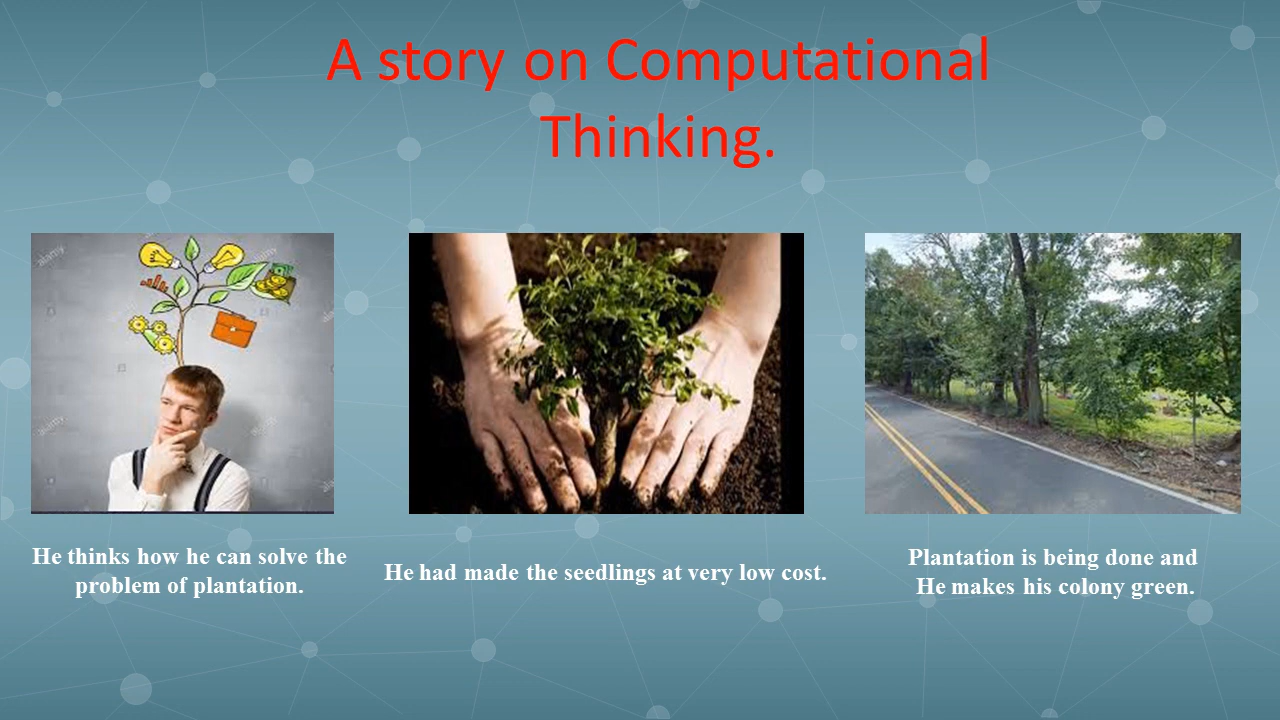 A story on Computational
Thinking.
alamy
He thinks how he can solve the
problem of plantation.
He had made the seedlings at very low cost.
Plantation is being done and
He makes his colony green.